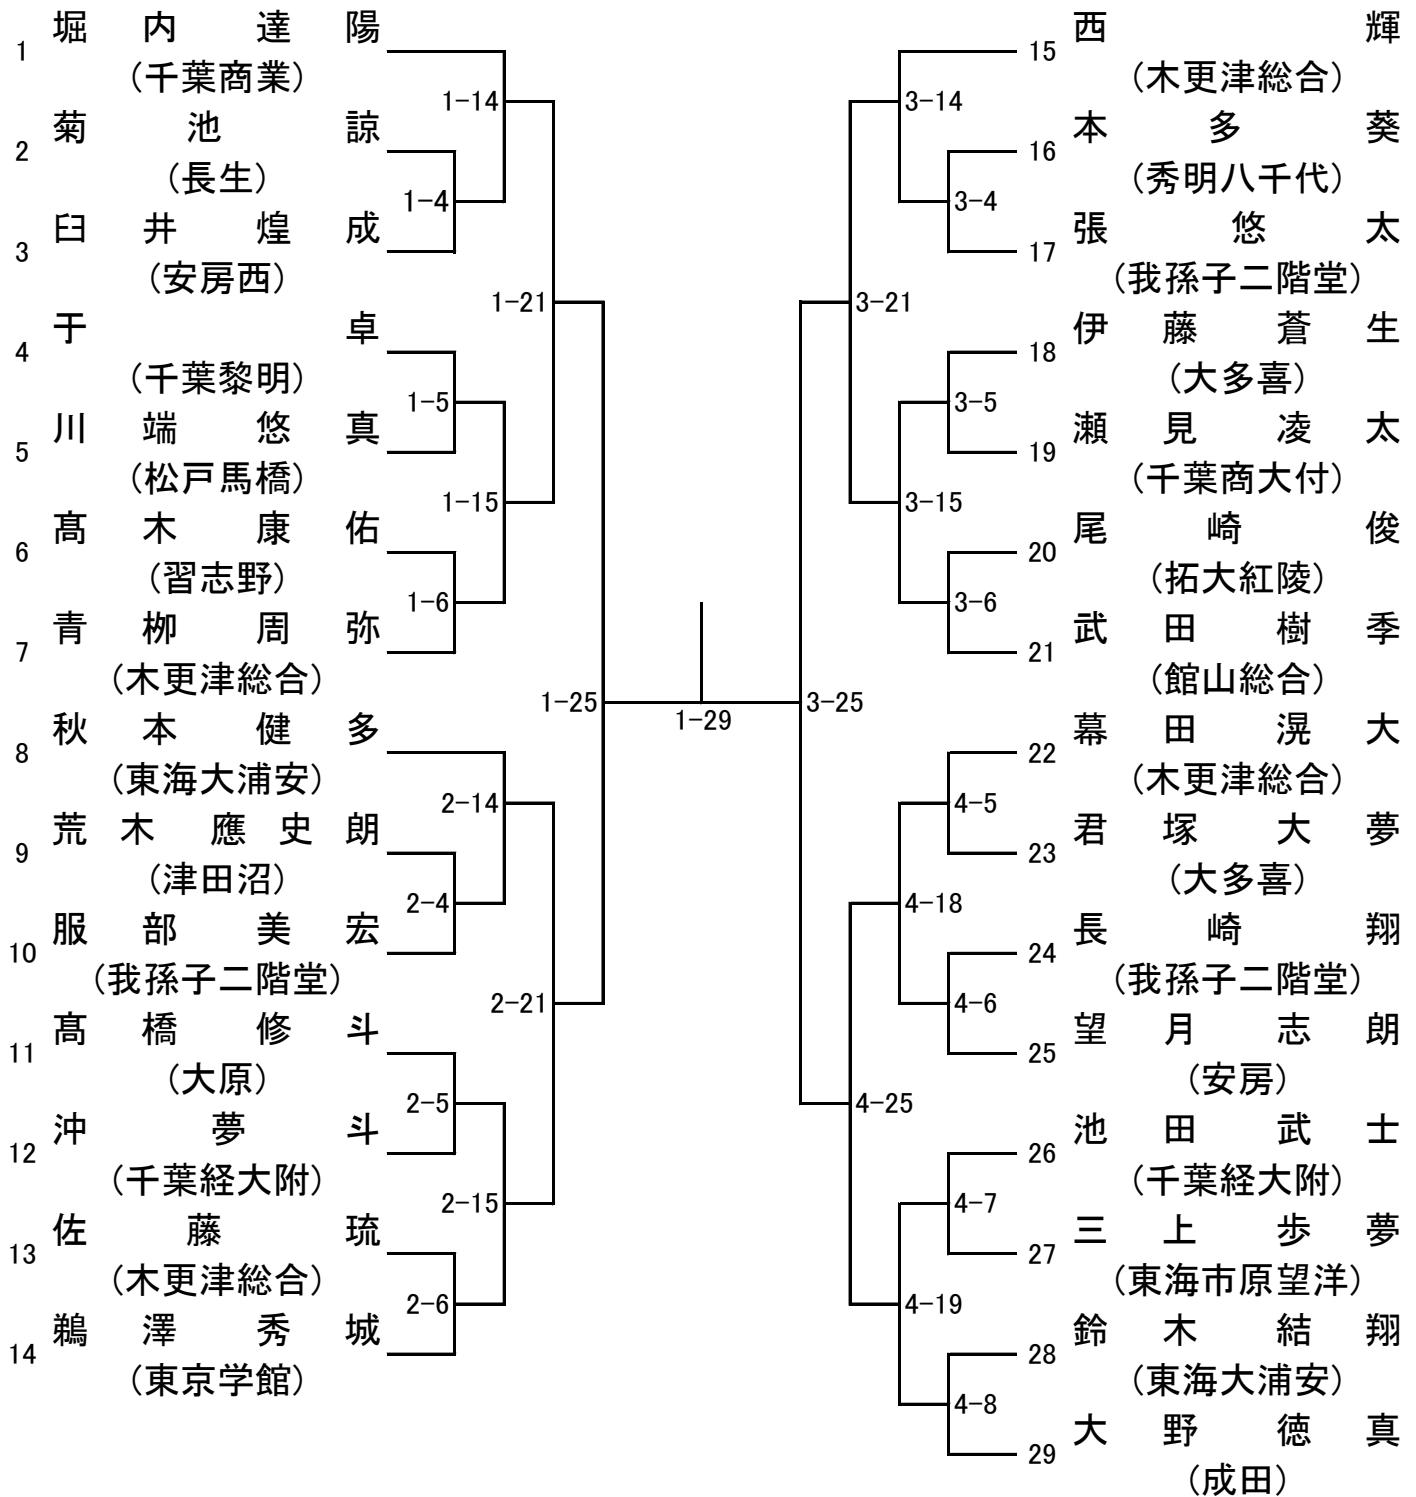 1 堀内達陽
(千葉商業)
2 菊池諒
(長生)
3 臼井煌成
(安房西)
4 于卓
(千葉黎明)
5 川端悠真
(松戸馬橋)
6 髙木康佑
(習志野)
7 青栁周弥
(木更津総合)
8 秋本健多
(東海大浦安)
9 荒木應史朗
(津田沼)
10 服部美宏
(我孫子二階堂)
11 髙橋修斗
(大原)
12 沖夢斗
(千葉経大附)
13 佐藤琉
(木更津総合)
14 鵜澤秀城
(東京学館)
1-14
1-4
1-21
1-5
1-15
1-6
1-25
2-14
2-4
2-21
2-5
2-15
2-6
1-29
3-14
3-4
3-21
3-5
3-15
3-6
3-25
4-5
4-18
4-6
4-25
4-7
4-19
4-8
15 西輝
(木更津総合)
16 本多葵
(秀明八千代)
17 張悠太
(我孫子二階堂)
18 伊藤蒼生
(大多喜)
19 瀬見凌太
(千葉商大付)
20 尾崎俊
(拓大紅陵)
21 武田樹季
(館山総合)
22 幕田滉大
(木更津総合)
23 君塚大夢
(大多喜)
24 長崎翔
(我孫子二階堂)
25 望月志朗
(安房)
26 池田武士
(千葉経大附)
27 三上歩夢
(東海市原望洋)
28 鈴木結翔
(東海大浦安)
29 大野徳真
(成田)